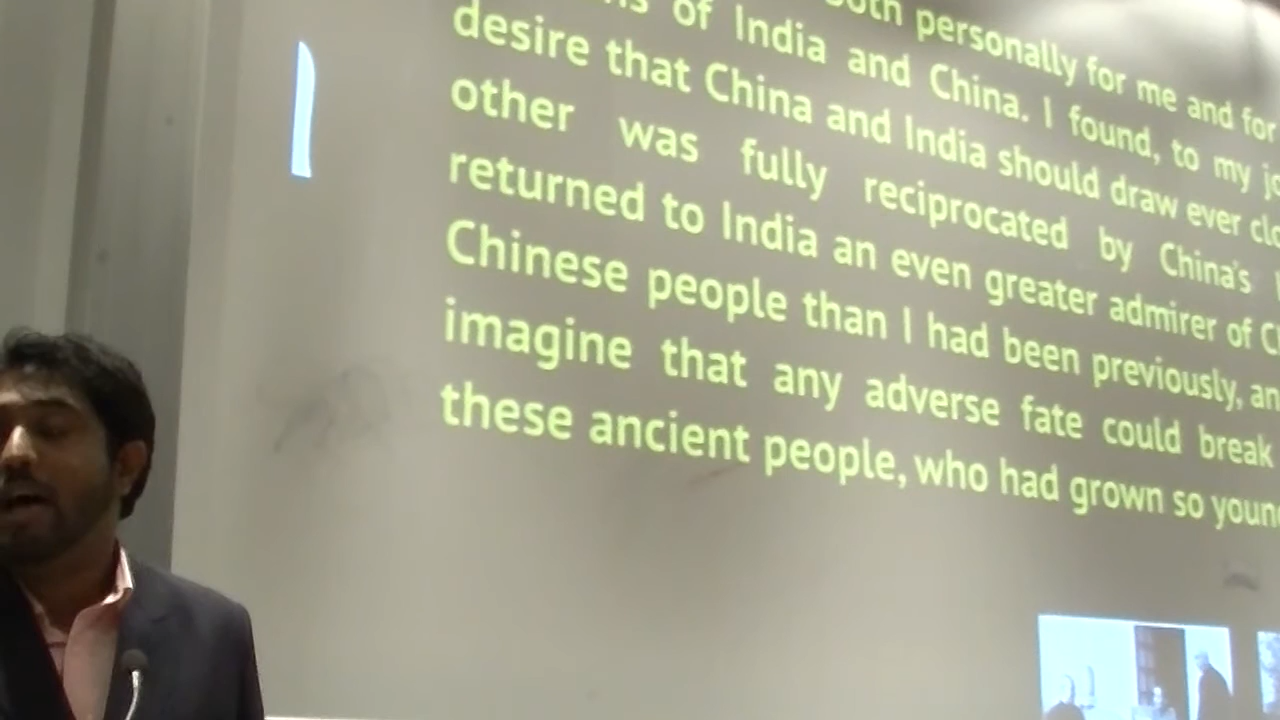 personally for me and for
of India and China. I found, to my
desire that China and India should draw ever
other was fully reciprocated by China's
returned to India an even greater admirer of
Chinese people than I had been previously,
imagine that any adverse fate could break
these ancient people, who had grown so